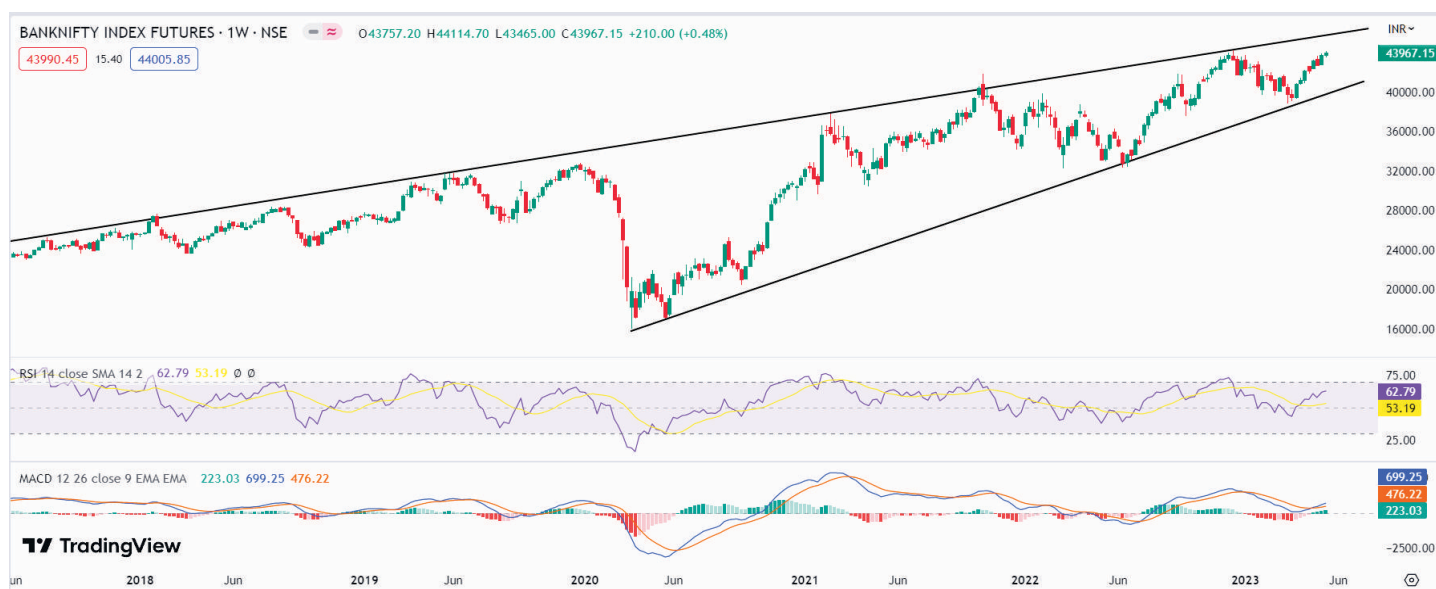 BANKNIFTY INDEX FUTURES · 1W · NSE O43757.20 H44114.70 L43465.00 C43967.15 +210.00 (+0.48%)
INR
43990.45 15.40 44005.85
43967.15
40000.00
36000.00
32000.00
28000.00
24000.00
20000.00
16000.00
RSI 14 close SMA 14 2 62.79 53.19 Ø Ø
75.00
62.79
53.19
25.00
MACD 12 26 close 9 EMA EMA 223.03 699.25 476.22
699.25
476.22
223.03
−2500.00
TradingView
un 2018 Jun 2019 Jun 2020 Jun 2021 Jun 2022 Jun 2023 Jun